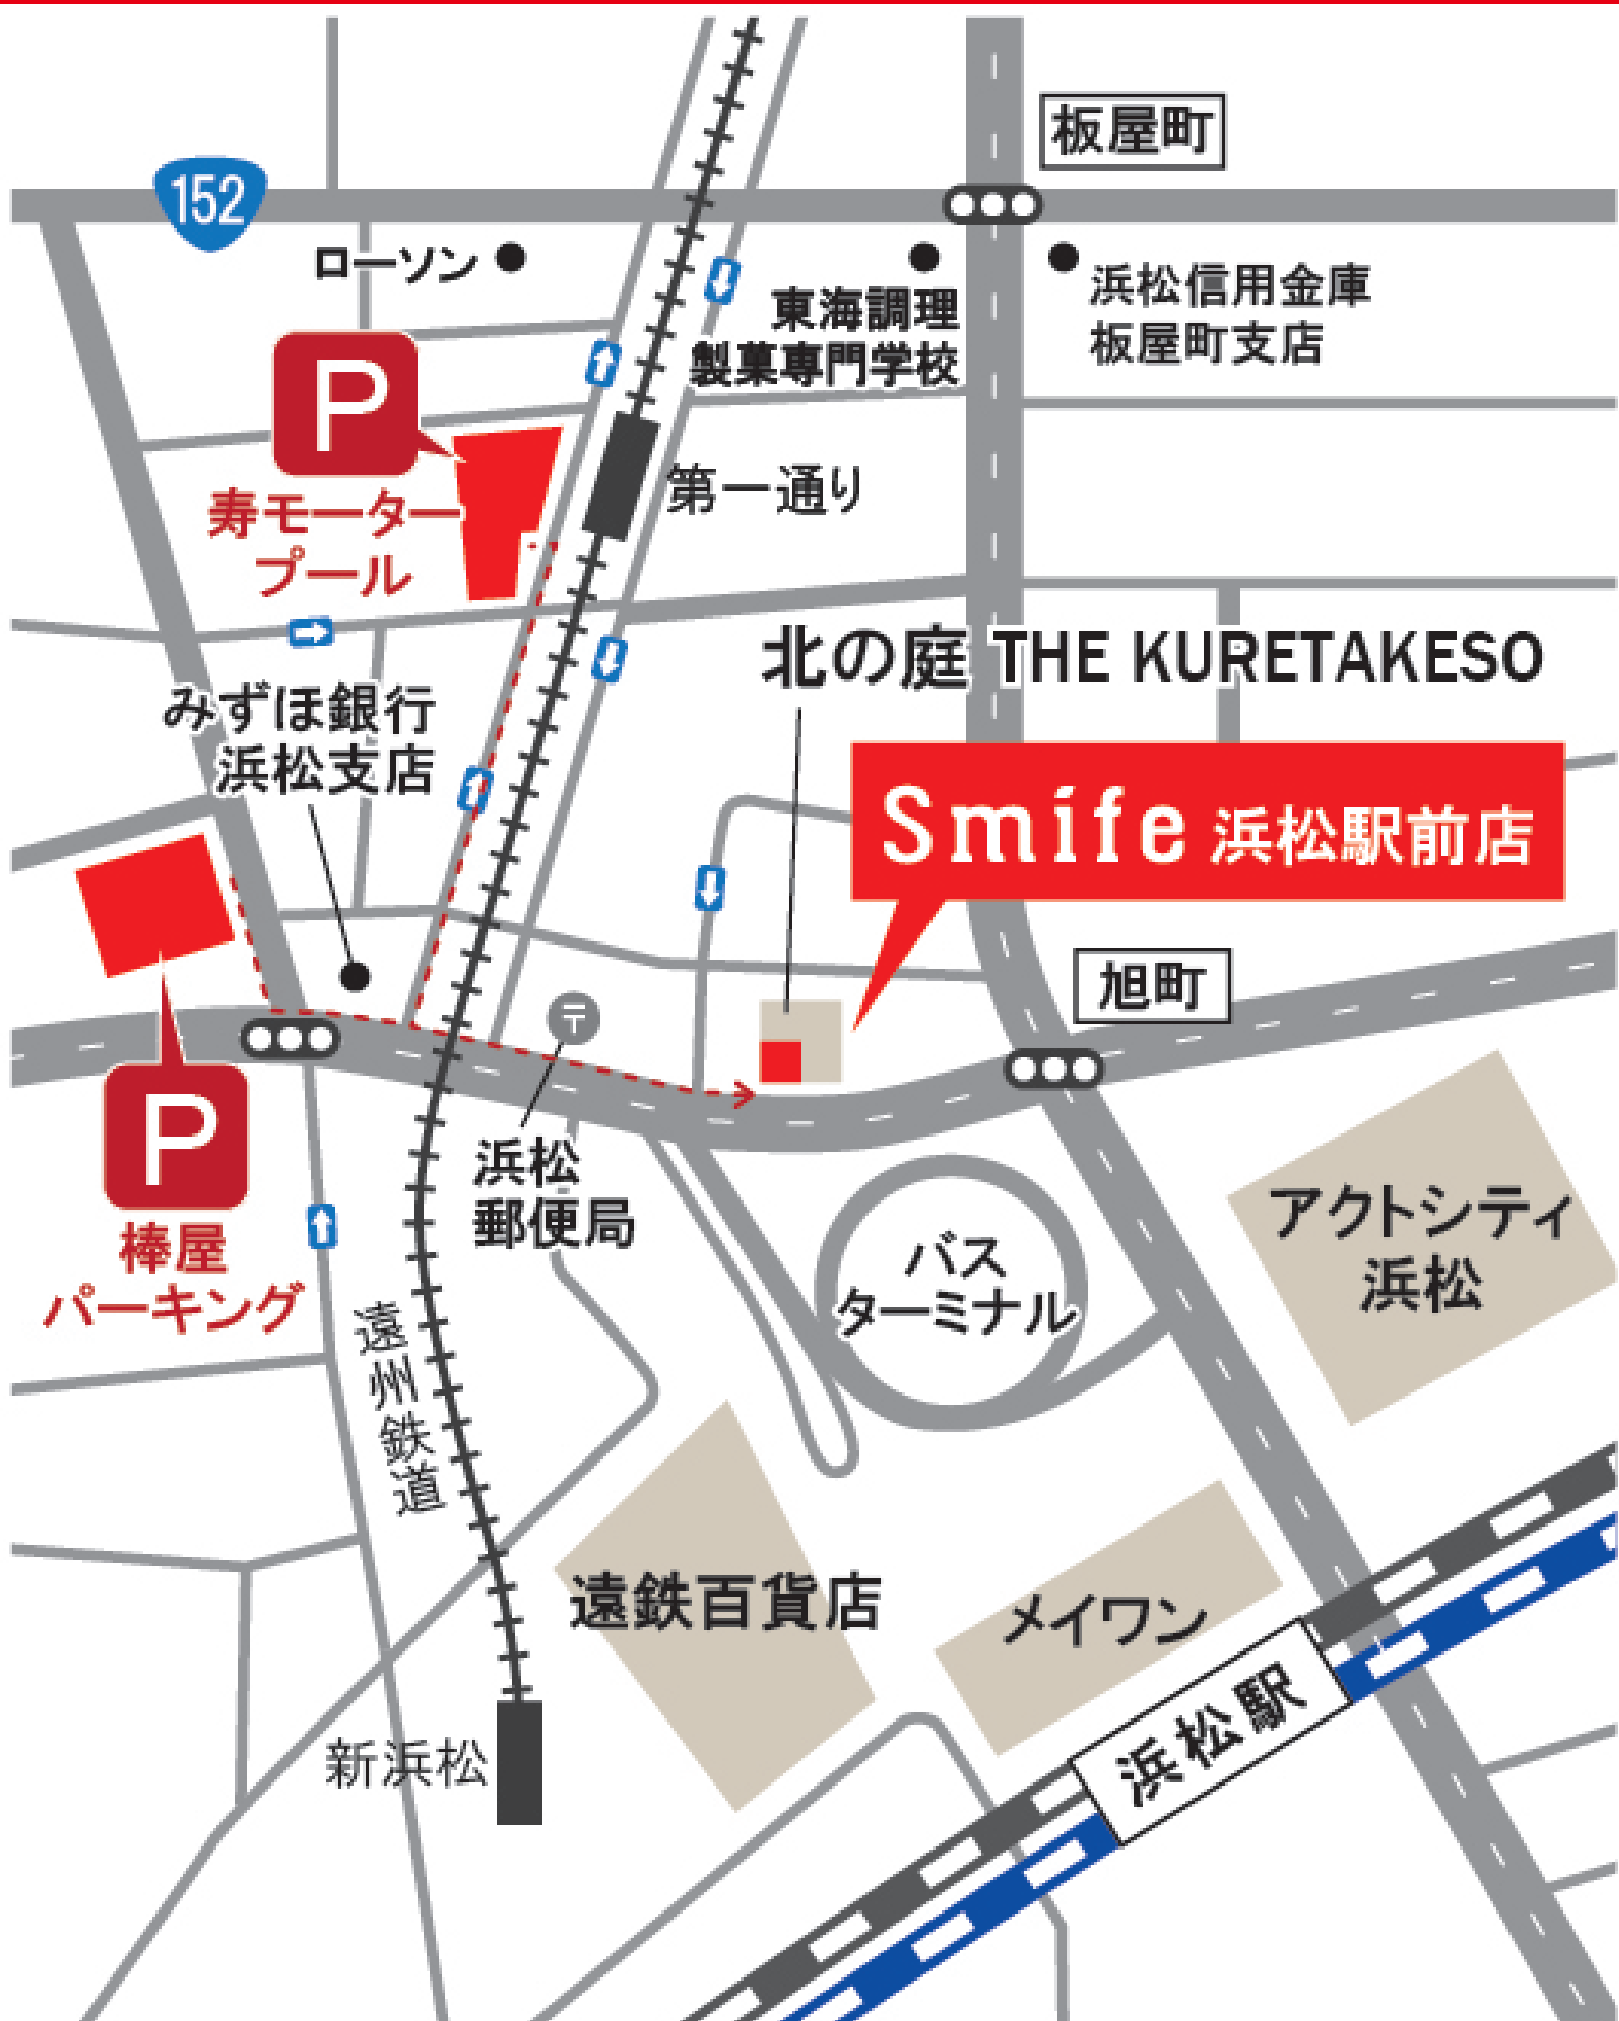 板屋町
152
ローソン
東海調理
製菓専門学校
浜松信用金庫
板屋町支店
P
寿モーター
プール
第一通り
北の庭 THE KURETAKESO
みずほ銀行
浜松支店
Smife 浜松駅前店
旭町
〒
浜松
郵便局
P
棒屋
パーキング
バス
ターミナル
アクトシティ
浜松
遠州鉄道
遠鉄百貨店
メイワン
浜松駅
新浜松